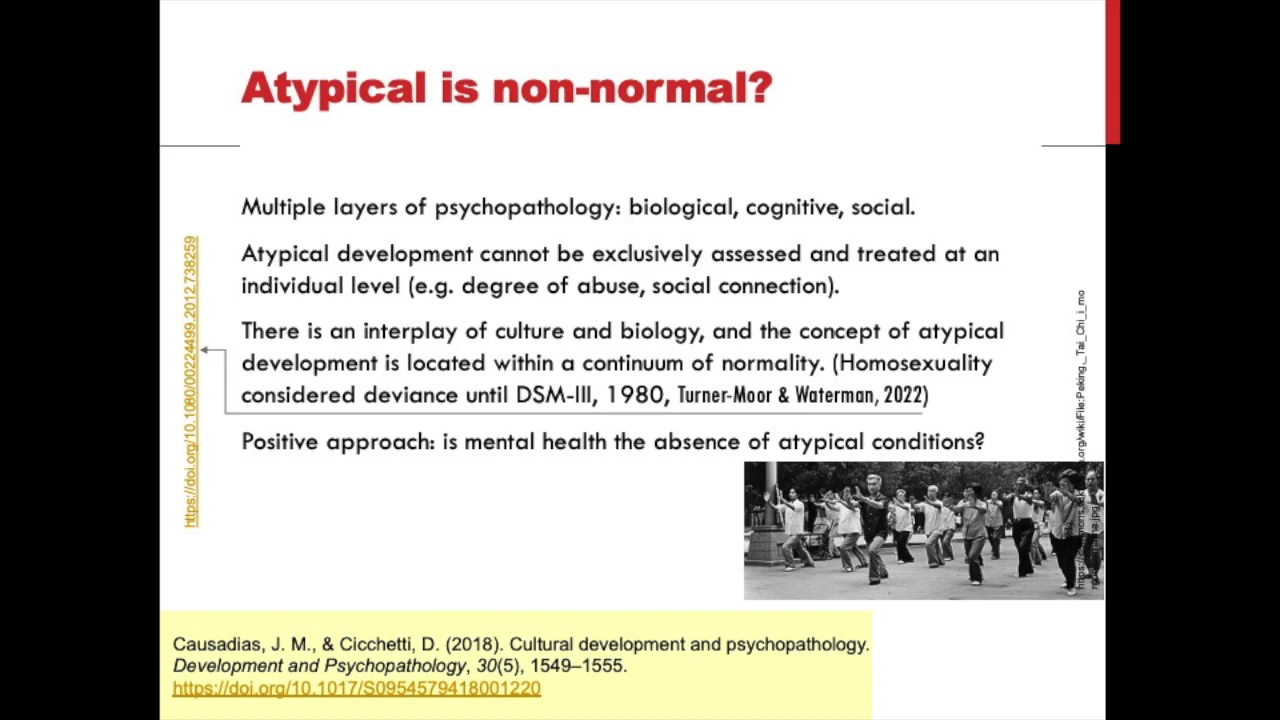 Atypical is non-normal?
Multiple layers of psychopathology: biological, cognitive, social.
Atypical development cannot be exclusively assessed and treated at an
individual level (e.g. degree of abuse, social connection).
There is an interplay of culture and biology, and the concept of atypical
development is located within a continuum of normality. (Homosexuality
considered deviance until DSM-III, 1980, Turner-Moor & Waterman, 2022)
Positive approach: is mental health the absence of atypical conditions?
https://doi.org/10.1080/00224499.2012.738259
.org/wiki/File:Peking,_Tai_Chi_i_mo
Causadias, J. M., & Cicchetti, D. (2018). Cultural development and psychopathology.
Development and Psychopathology, 30(5), 1549–1555.
https://doi.org/10.1017/S0954579418001220